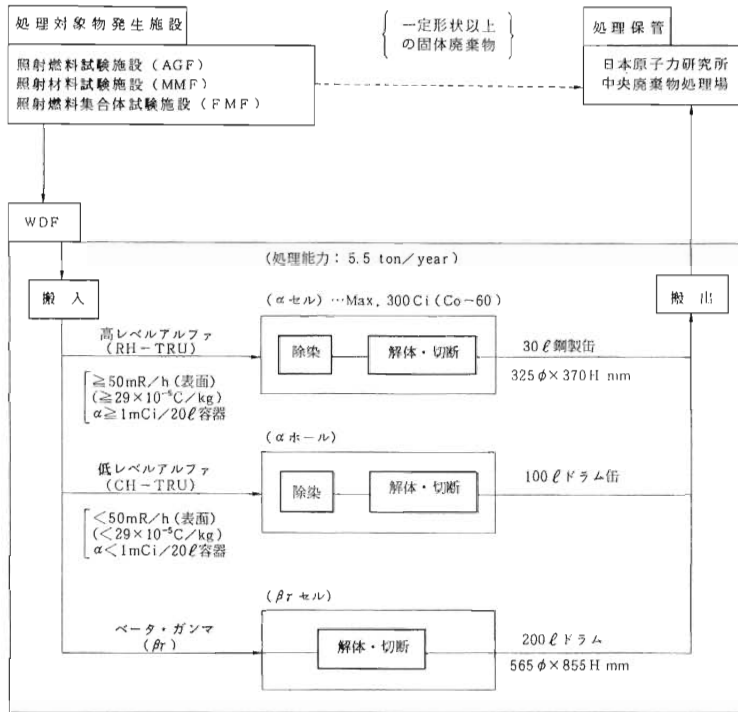 処理対象物発生施設
照射燃料試験施設（AGF）
照射材料試験施設（MMF）
照射燃料集合体試験施設（FMF）
一定形状以上
の固体廃棄物
処理保管
日本原子力研究所
中央廃棄物処理場
WDF
（処理能力：5.5 ton／year）
搬入
搬出
（αセル）…Max. 300Ci（Co−60）
高レベルアルファ
（RH−TRU）
除染
解体・切断
30ℓ鋼製缶
325φ×370H mm
≧50mR／h（表面）
（≧29×10⁻⁵C／kg）
α≧1mCi／20ℓ容器
（αホール）
低レベルアルファ
（CH−TRU）
除染
解体・切断
100ℓドラム缶
＜50mR／h（表面）
（＜29×10⁻⁵C／kg）
α＜1mCi／20ℓ容器
（βγセル）
ベータ・ガンマ
（βγ）
解体・切断
200ℓドラム
565φ×855H mm